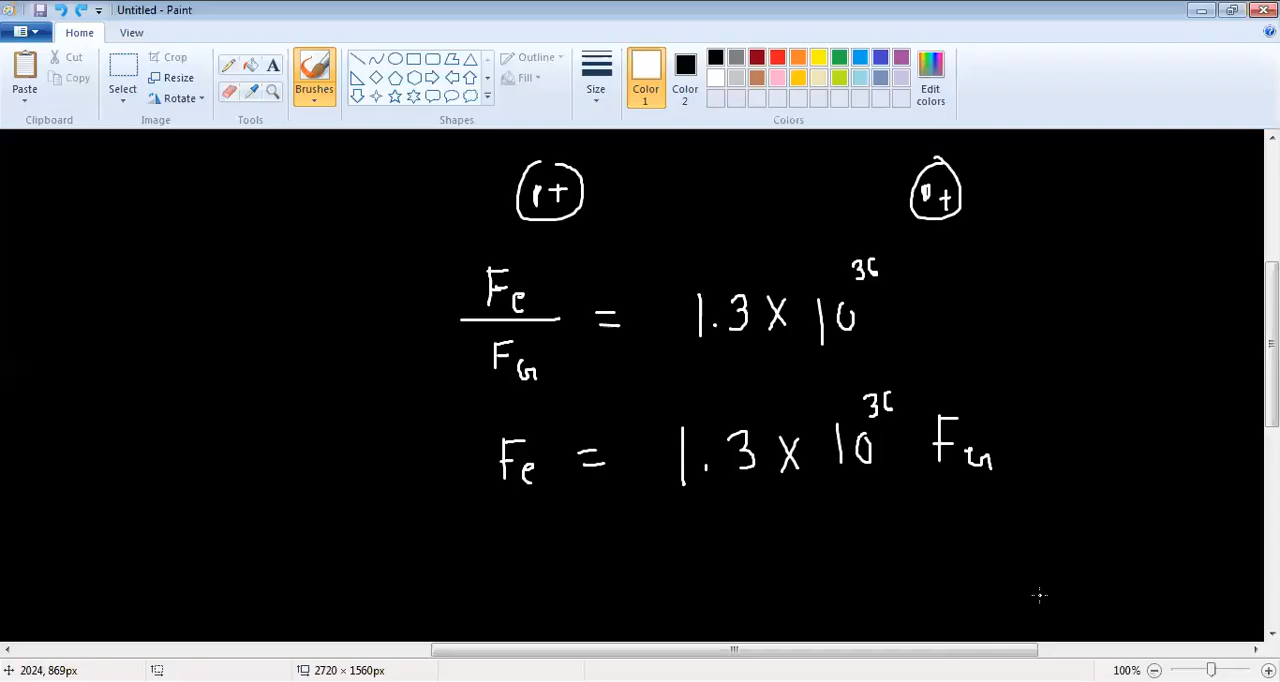 Untitled - Paint
Home View
Paste
Cut
Copy
Clipboard
Select
Crop
Resize
Rotate
Image
A
Tools
Brushes
Outline
Fill
Shapes
Size
Color 1
Color 2
Edit colors
Colors
p+ p+
Fe / FG = 1.3 × 10^36
Fe = 1.3 × 10^36 FG
2024, 869px
2720 × 1560px
100%